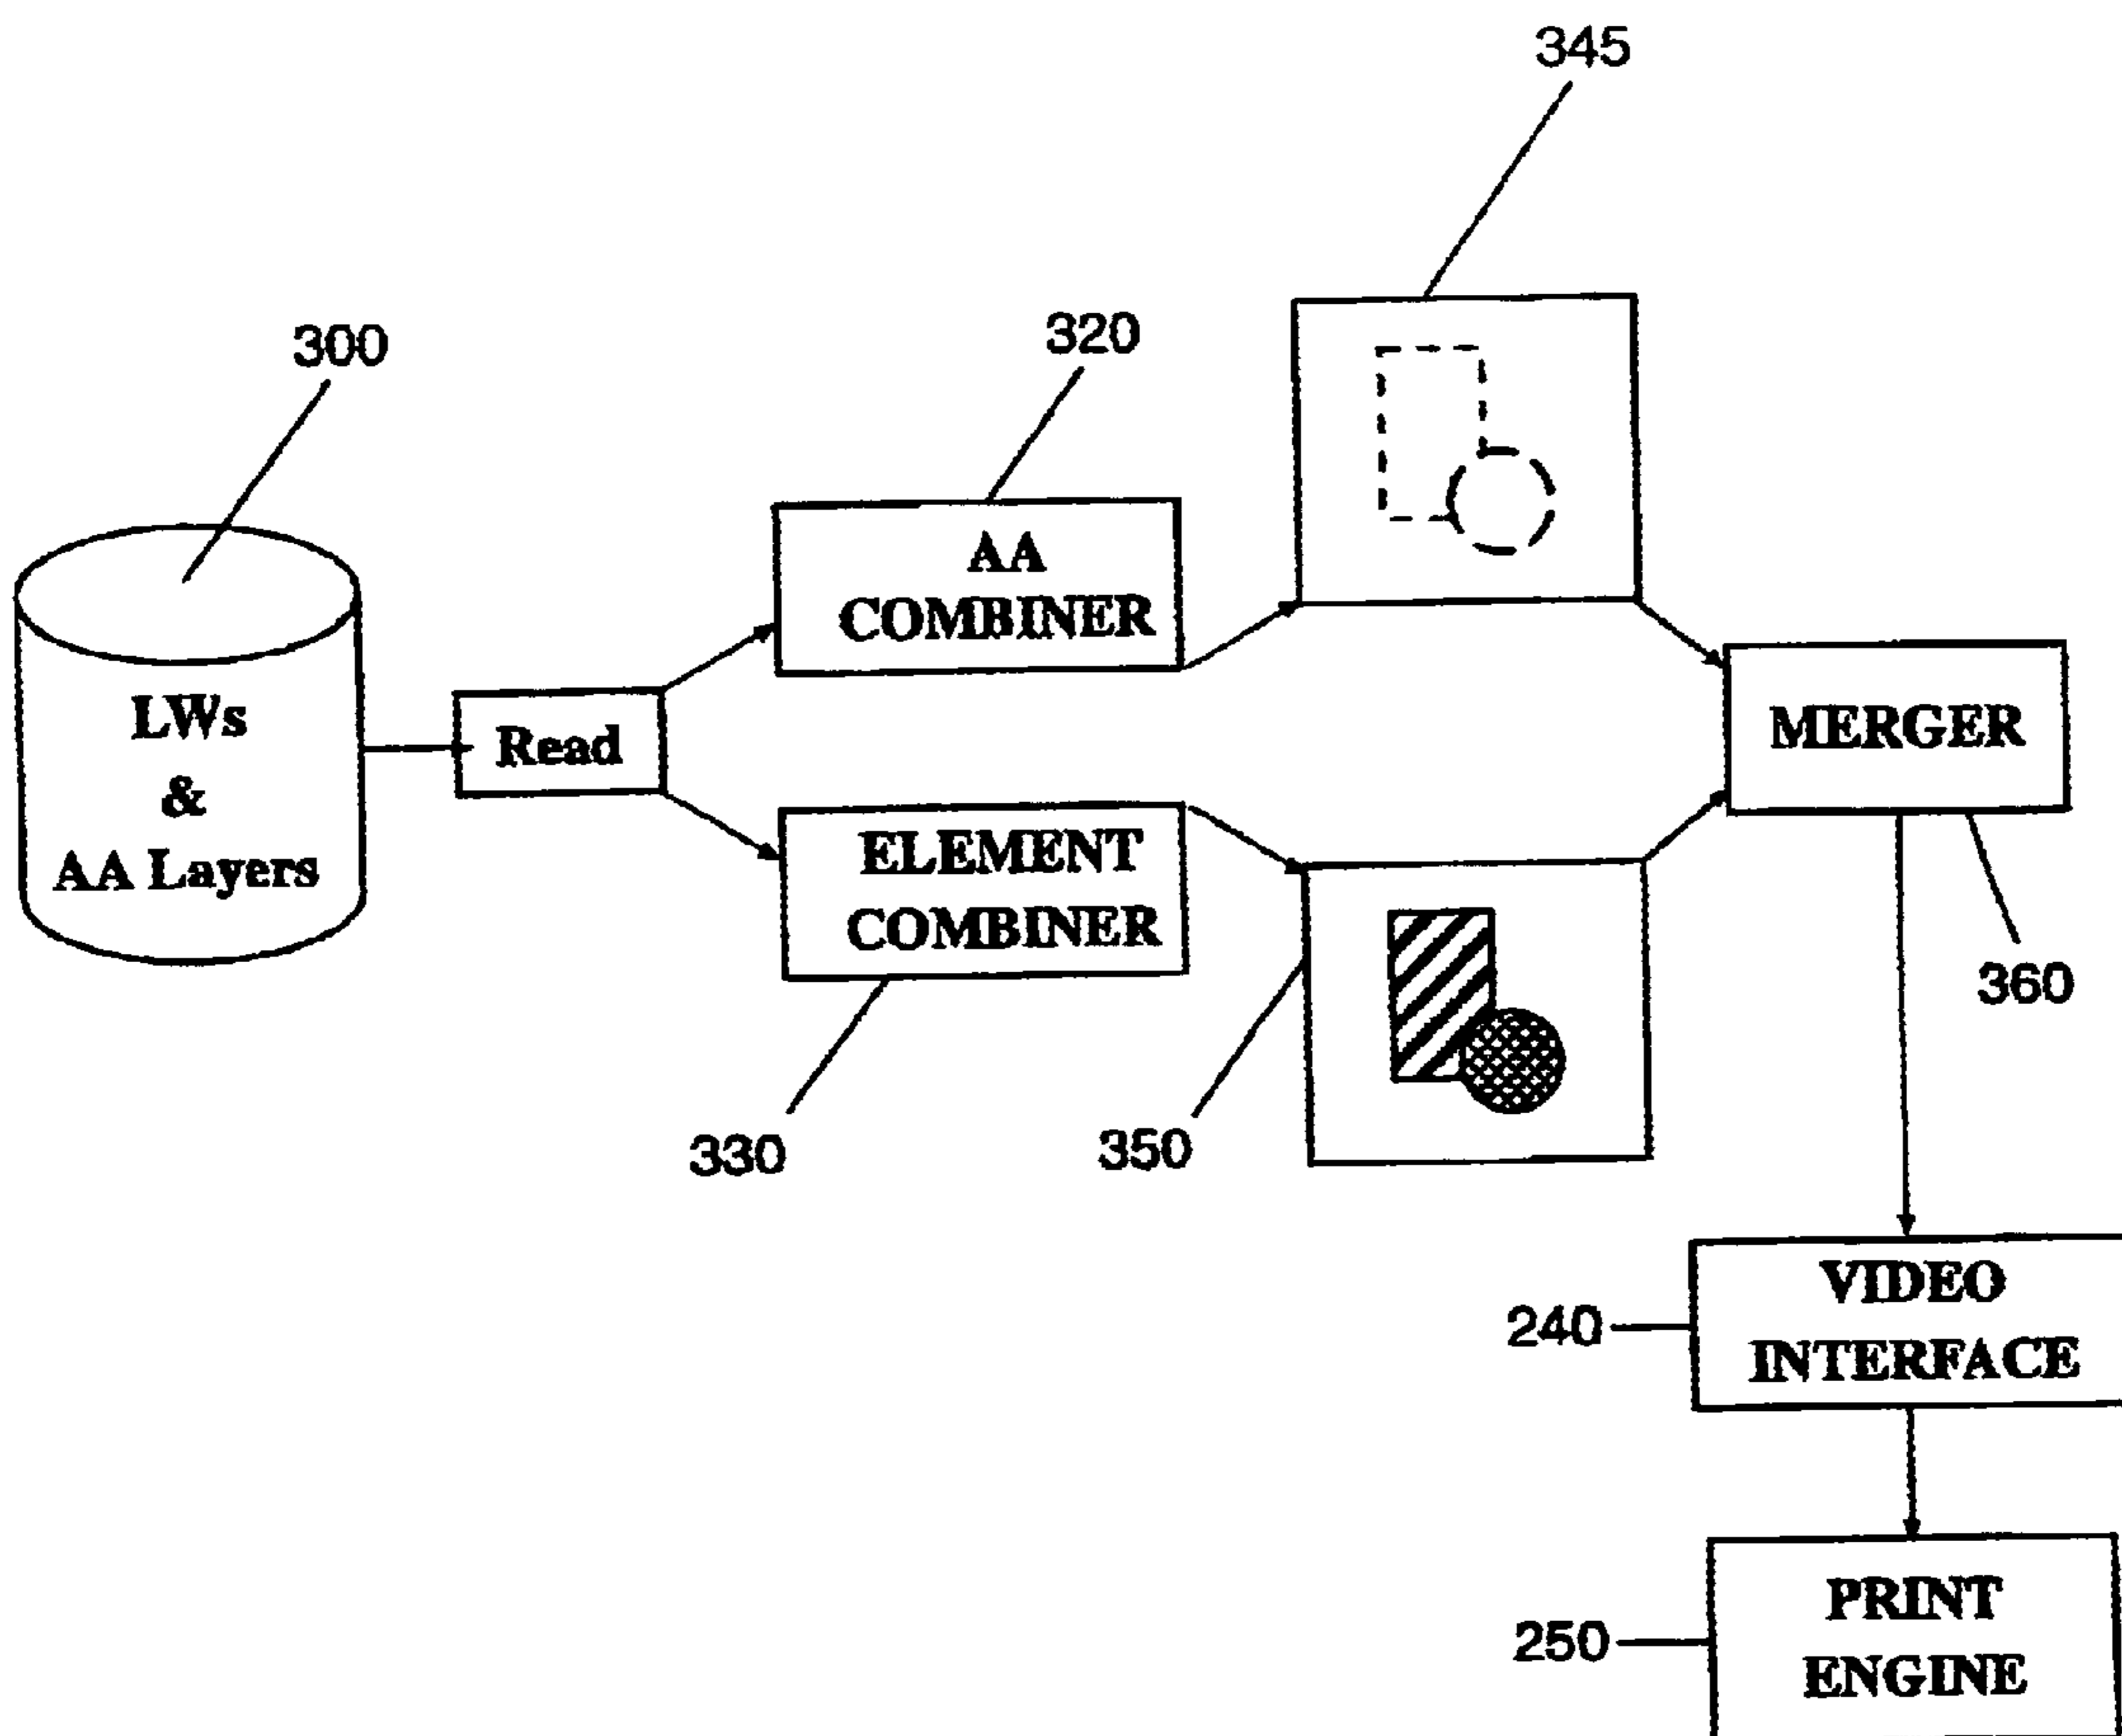 345
300
320
AA
COMBINER
LWs
&
AA Layers
Read
MERGER
ELEMENT
COMBINER
360
330
350
VIDEO
INTERFACE
240
PRINT
ENGINE
250